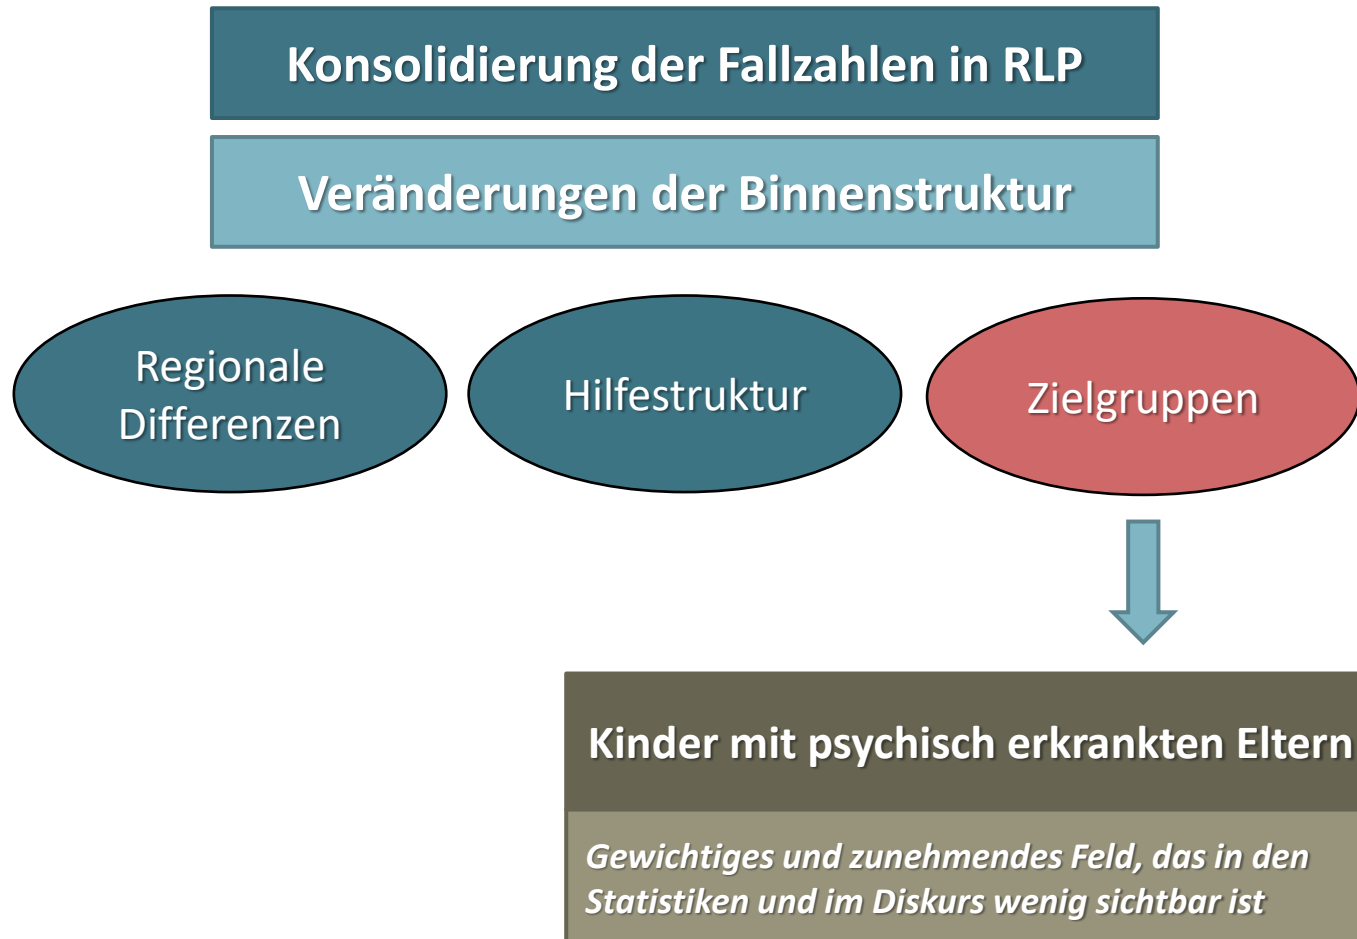 Konsolidierung der Fallzahlen in RLP
Veränderungen der Binnenstruktur
Regionale
Differenzen
Hilfestruktur
Zielgruppen
Kinder mit psychisch erkrankten Eltern
Gewichtiges und zunehmendes Feld, das in den
Statistiken und im Diskurs wenig sichtbar ist